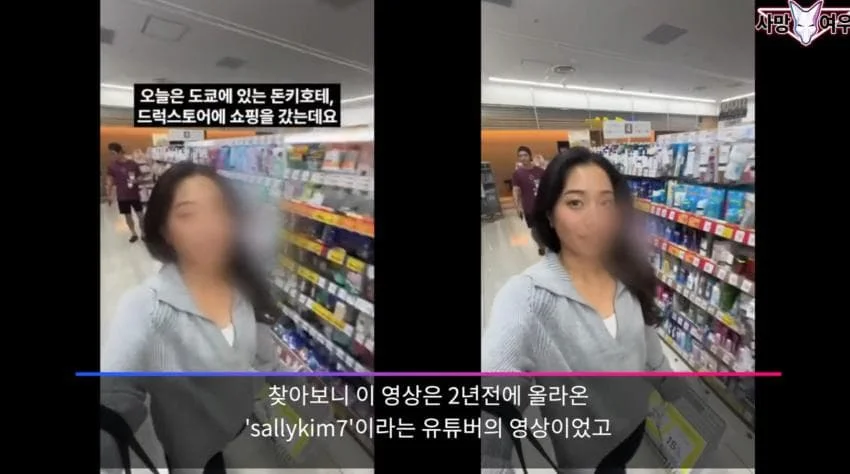 사망 여우
오늘은 도쿄에 있는 돈키호테,
드럭스토어에 쇼핑을 갔는데요
찾아보니 이 영상은 2년전에 올라온
'sallykim7'이라는 유튜버의 영상이었고